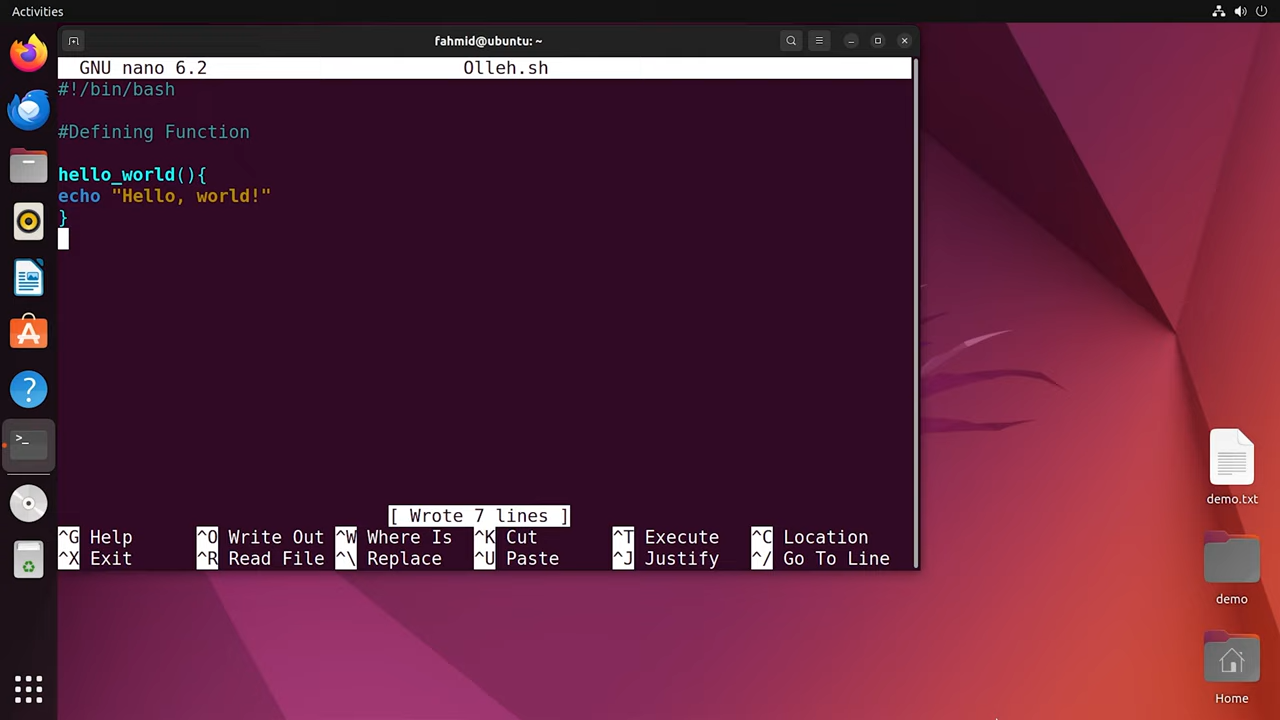 Activities
fahmid@ubuntu: ~
GNU nano 6.2 Olleh.sh
#!/bin/bash
#Defining Function
hello_world(){
echo "Hello, world!"
}
[ Wrote 7 lines ]
^G Help ^O Write Out ^W Where Is ^K Cut ^T Execute ^C Location
^X Exit ^R Read File ^\ Replace ^U Paste ^J Justify ^/ Go To Line
demo.txt
demo
Home